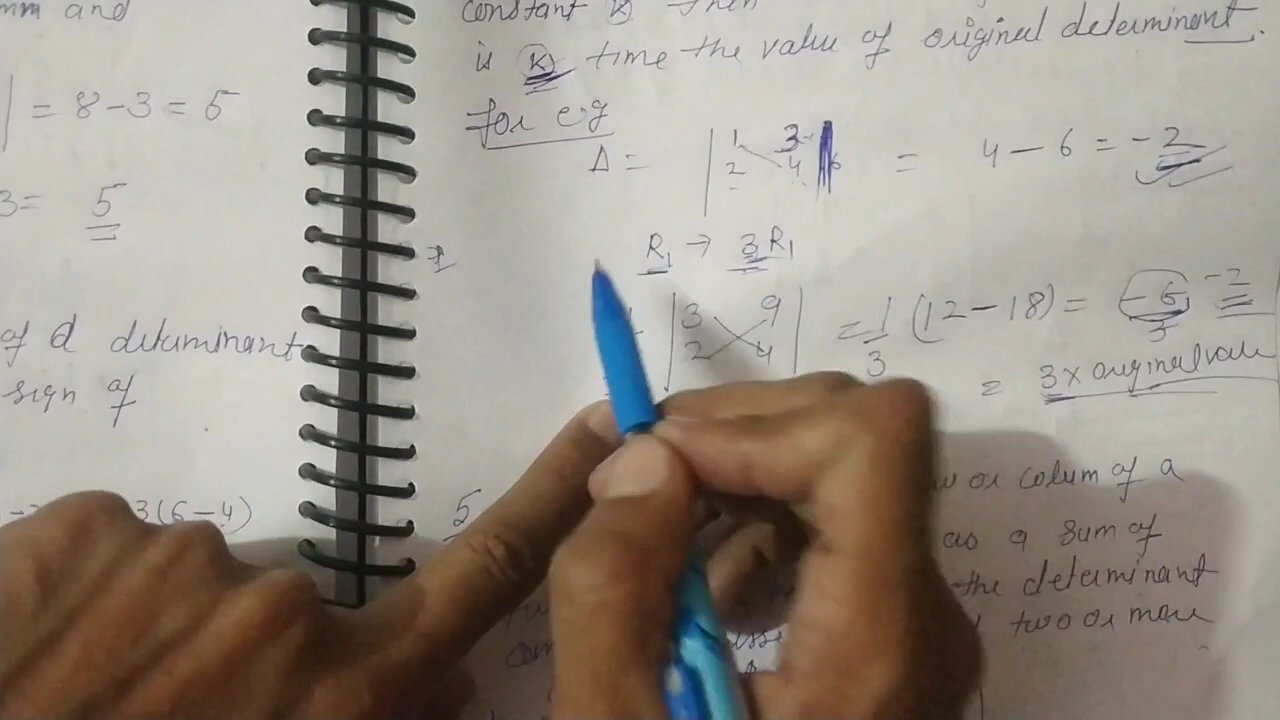 mm and
| = 8 - 3 = 5
3 = 5
of d determinant
sign of
3(6-4)
constant K then
is K time the value of original determinant.
for eg
Δ = | 1 3 | = 4 - 6 = -2
2 4
R1 → 3R1
| 3 9 | = 1/3 (12 - 18) = -6/3 -2
2 4
= 3 x original value
5 or colum of a
as a sum of
the determinant
two or more